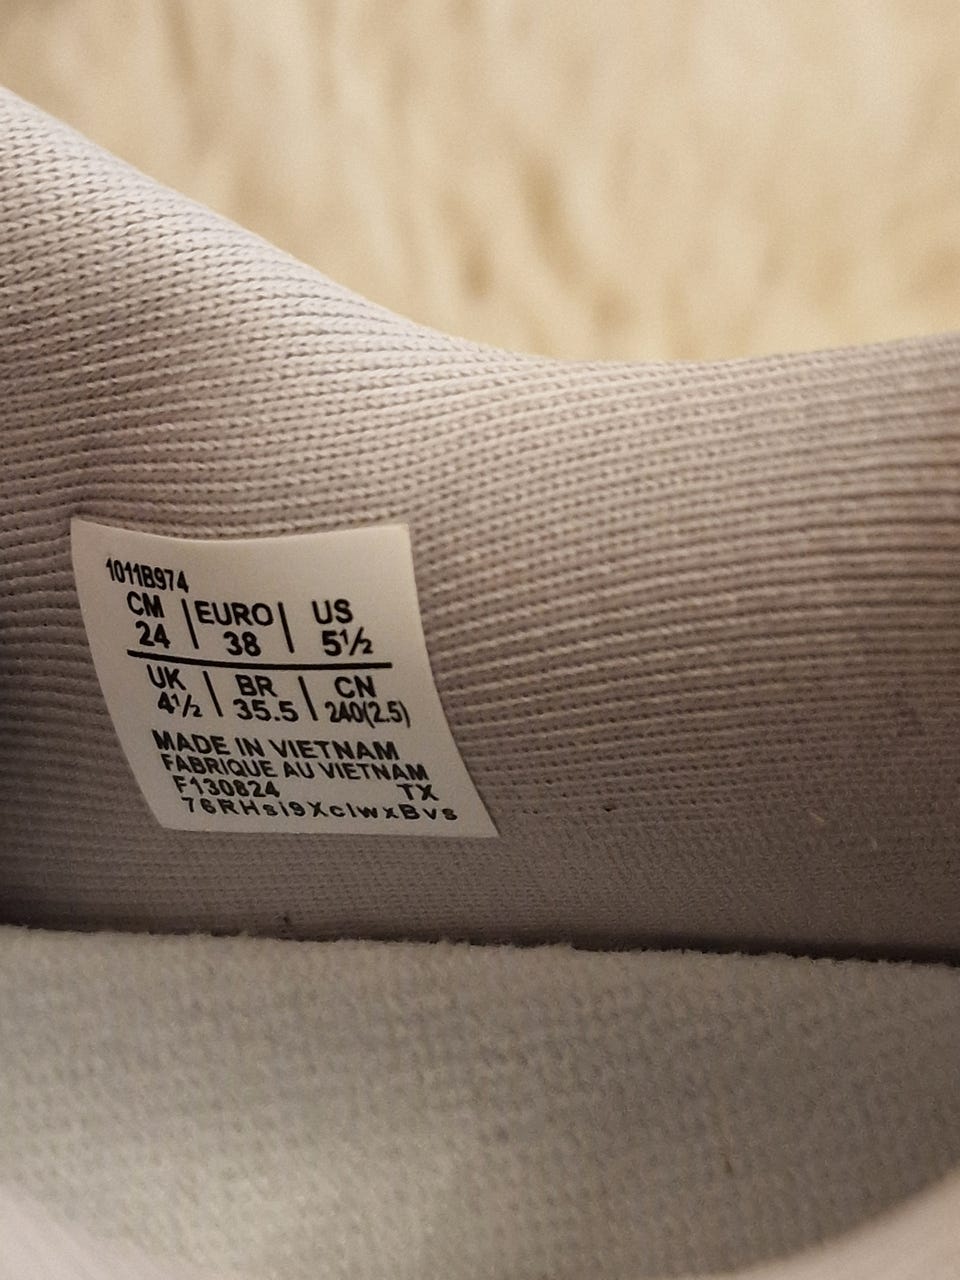 1011B974
CM | EURO | US
24 | 38 | 5½
UK | BR | CN
4½ | 35.5 | 240(2.5)
MADE IN VIETNAM
FABRIQUE AU VIETNAM
F130824 TX
76RHsi9XclwxBvs